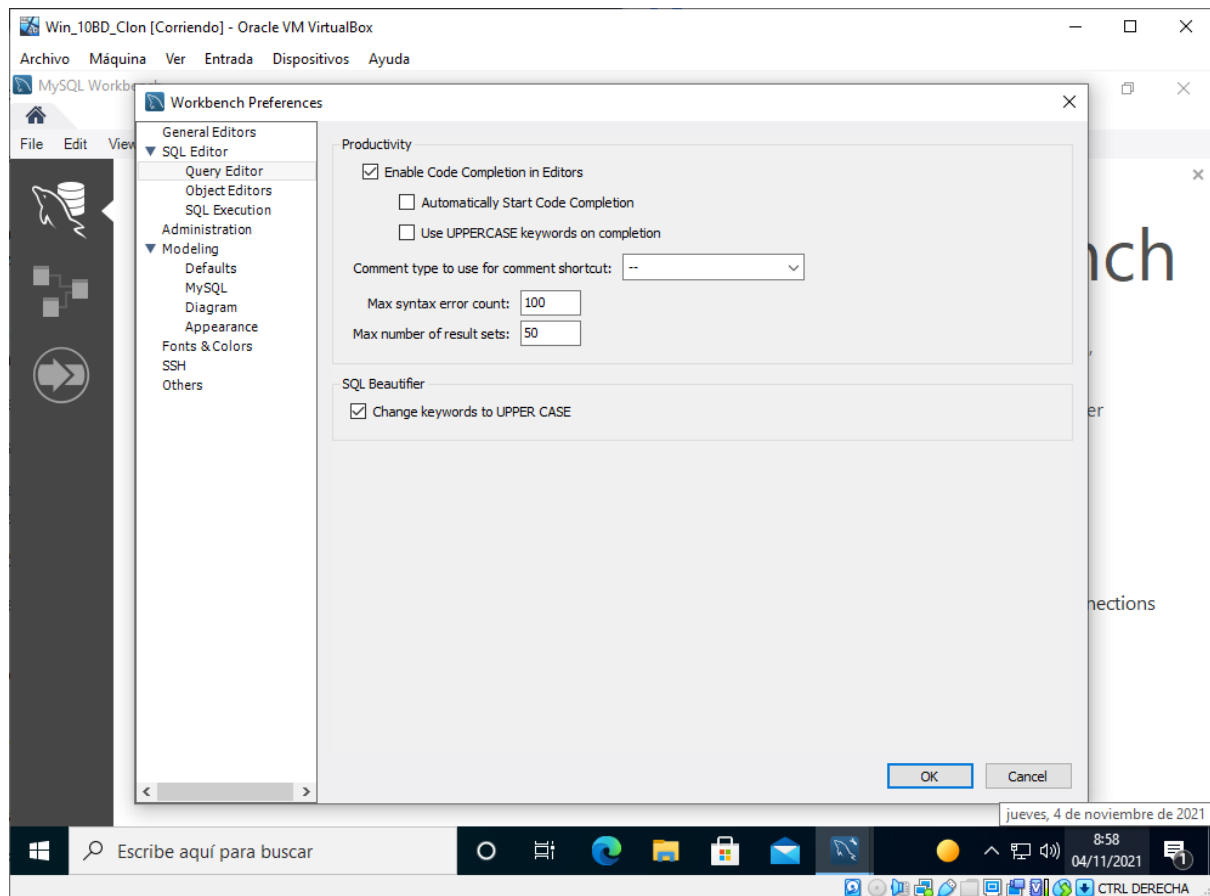 Win_10BD_Clon [Corriendo] - Oracle VM VirtualBox
Archivo Máquina Ver Entrada Dispositivos Ayuda
MySQL Workbe
Workbench Preferences
File Edit View
General Editors
SQL Editor
Query Editor
Object Editors
SQL Execution
Administration
Modeling
Defaults
MySQL
Diagram
Appearance
Fonts & Colors
SSH
Others
Productivity
Enable Code Completion in Editors
Automatically Start Code Completion
Use UPPERCASE keywords on completion
Comment type to use for comment shortcut: --
Max syntax error count: 100
Max number of result sets: 50
SQL Beautifier
Change keywords to UPPER CASE
nch
er
nections
OK Cancel
jueves, 4 de noviembre de 2021
Escribe aquí para buscar
8:58
04/11/2021
1
CTRL DERECHA